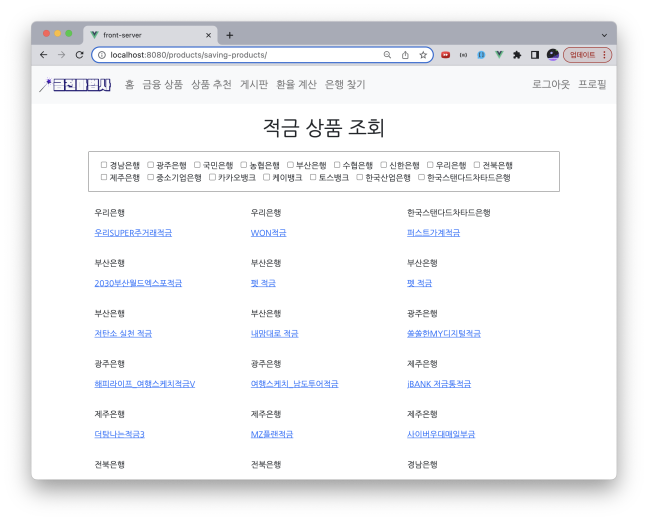 front-server
localhost:8080/products/saving-products/
업데이트
홈 금융 상품 상품 추천 게시판 환율 계산 은행 찾기 로그아웃 프로필
적금 상품 조회
경남은행 광주은행 국민은행 농협은행 부산은행 수협은행 신한은행 우리은행 전북은행
제주은행 중소기업은행 카카오뱅크 케이뱅크 토스뱅크 한국산업은행 한국스탠다드차타드은행
우리은행 우리은행 한국스탠다드차타드은행
우리SUPER주거래적금 WON적금 퍼스트가계적금
부산은행 부산은행 부산은행
2030부산월드엑스포적금 펫 적금 펫 적금
부산은행 부산은행 광주은행
저탄소 실천 적금 내맘대로 적금 쏠쏠한MY디지털적금
광주은행 광주은행 제주은행
해피라이프_여행스케치적금V 여행스케치_남도투어적금 jBANK 저금통적금
제주은행 제주은행 제주은행
더탐나는적금3 MZ플랜적금 사이버우대매일부금
전북은행 전북은행 경남은행